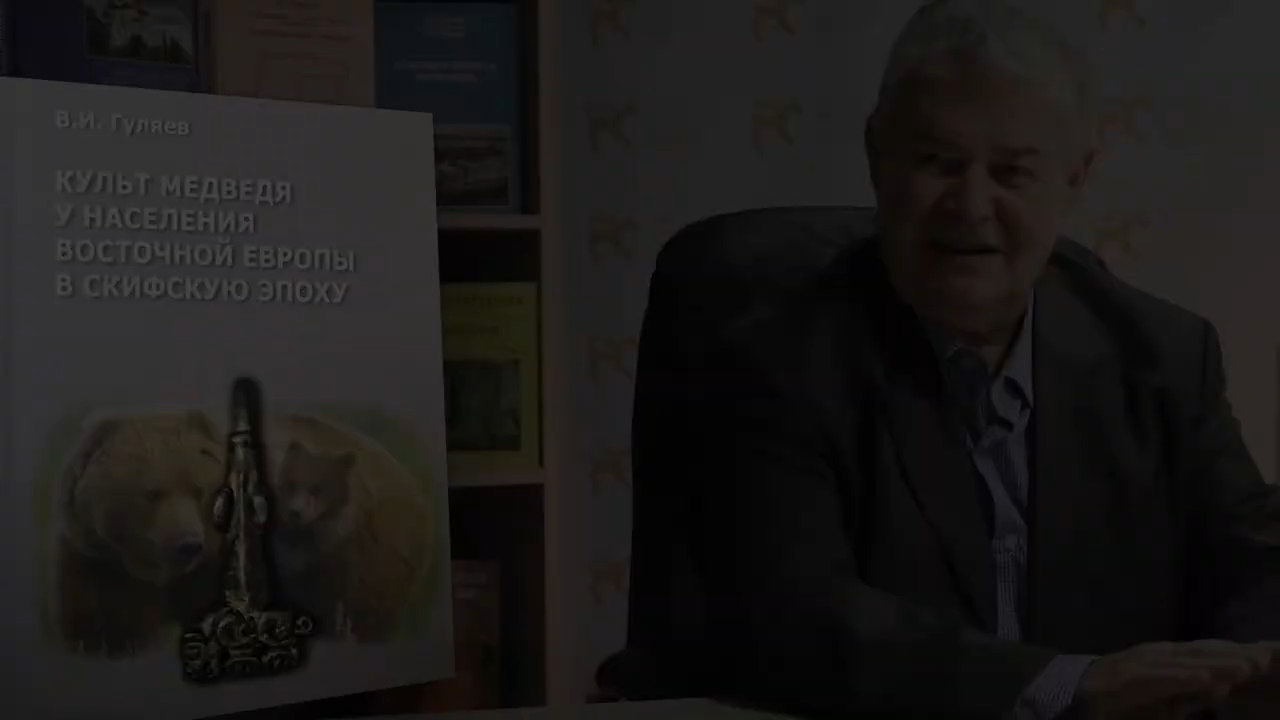 В.И. Гуляев
КУЛЬТ МЕДВЕДЯ
У НАСЕЛЕНИЯ
ВОСТОЧНОЙ ЕВРОПЫ
В СКИФСКУЮ ЭПОХУ